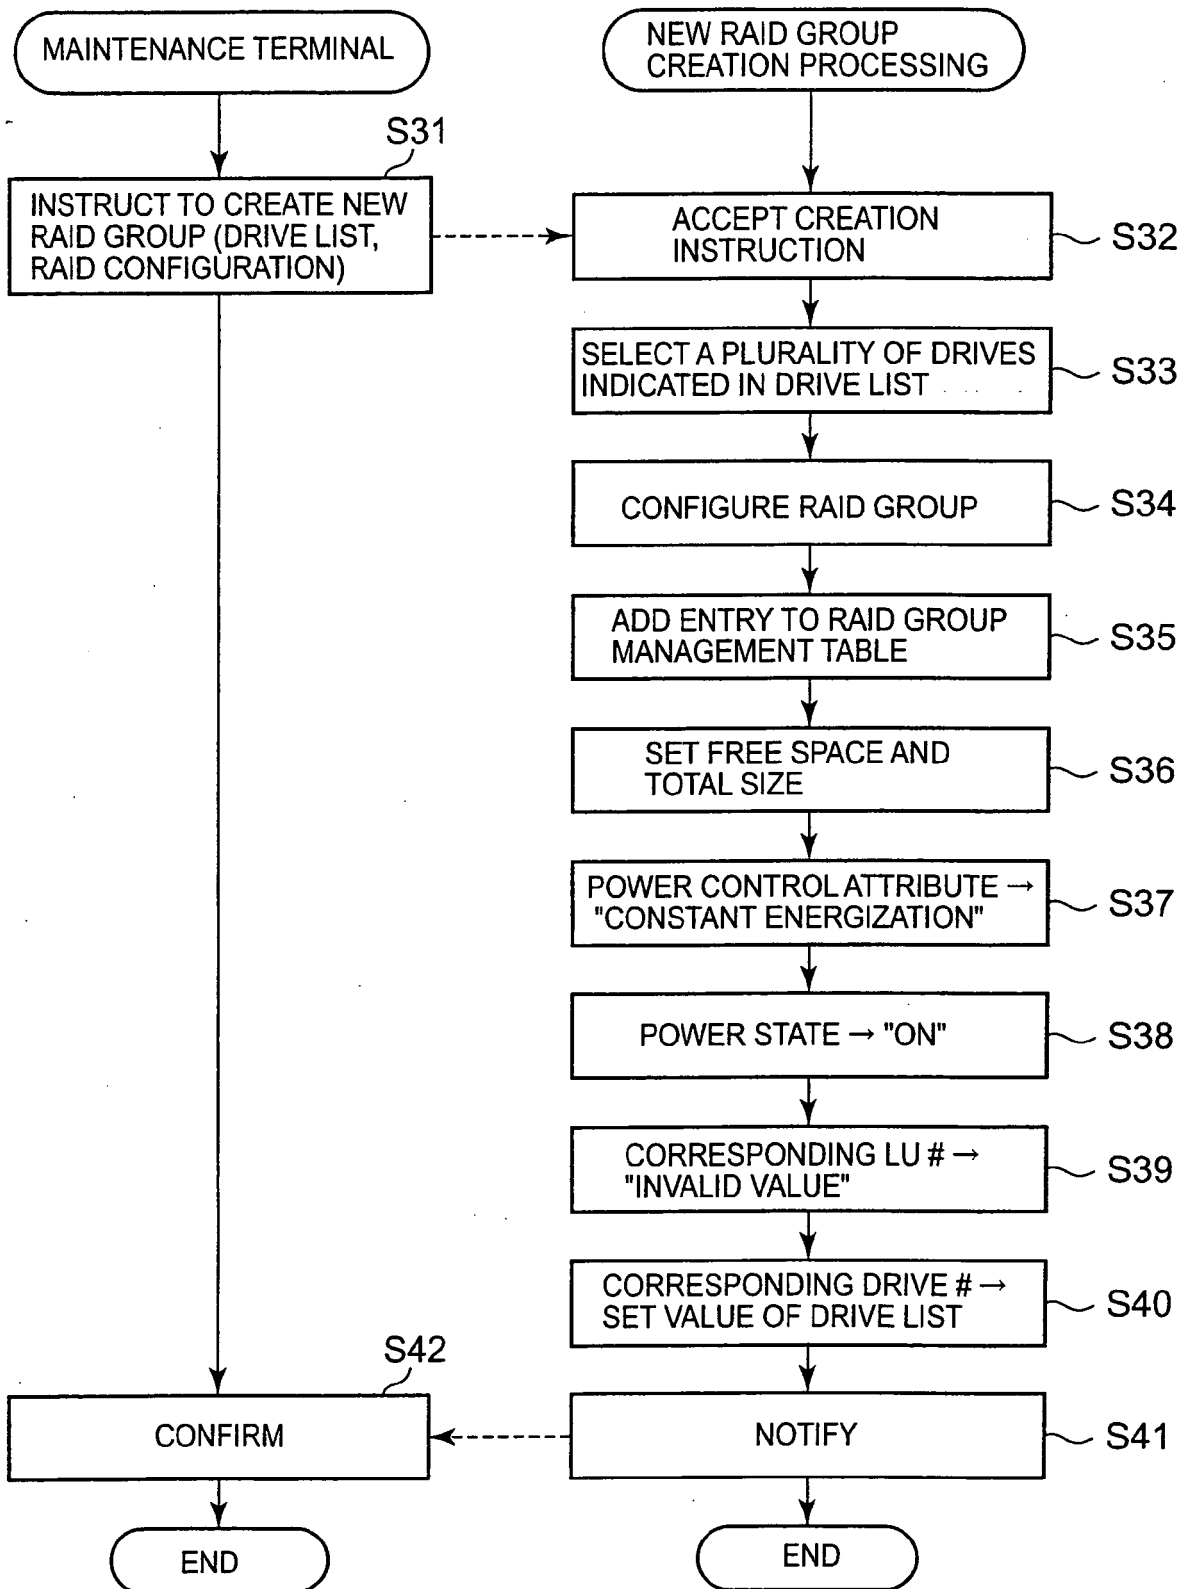 MAINTENANCE TERMINAL
NEW RAID GROUP
CREATION PROCESSING
S31
INSTRUCT TO CREATE NEW
RAID GROUP (DRIVE LIST,
RAID CONFIGURATION)
ACCEPT CREATION
INSTRUCTION
S32
SELECT A PLURALITY OF DRIVES
INDICATED IN DRIVE LIST
S33
CONFIGURE RAID GROUP
S34
ADD ENTRY TO RAID GROUP
MANAGEMENT TABLE
S35
SET FREE SPACE AND
TOTAL SIZE
S36
POWER CONTROL ATTRIBUTE →
"CONSTANT ENERGIZATION"
S37
POWER STATE → "ON"
S38
CORRESPONDING LU # →
"INVALID VALUE"
S39
CORRESPONDING DRIVE # →
SET VALUE OF DRIVE LIST
S40
S42
CONFIRM
NOTIFY
S41
END
END